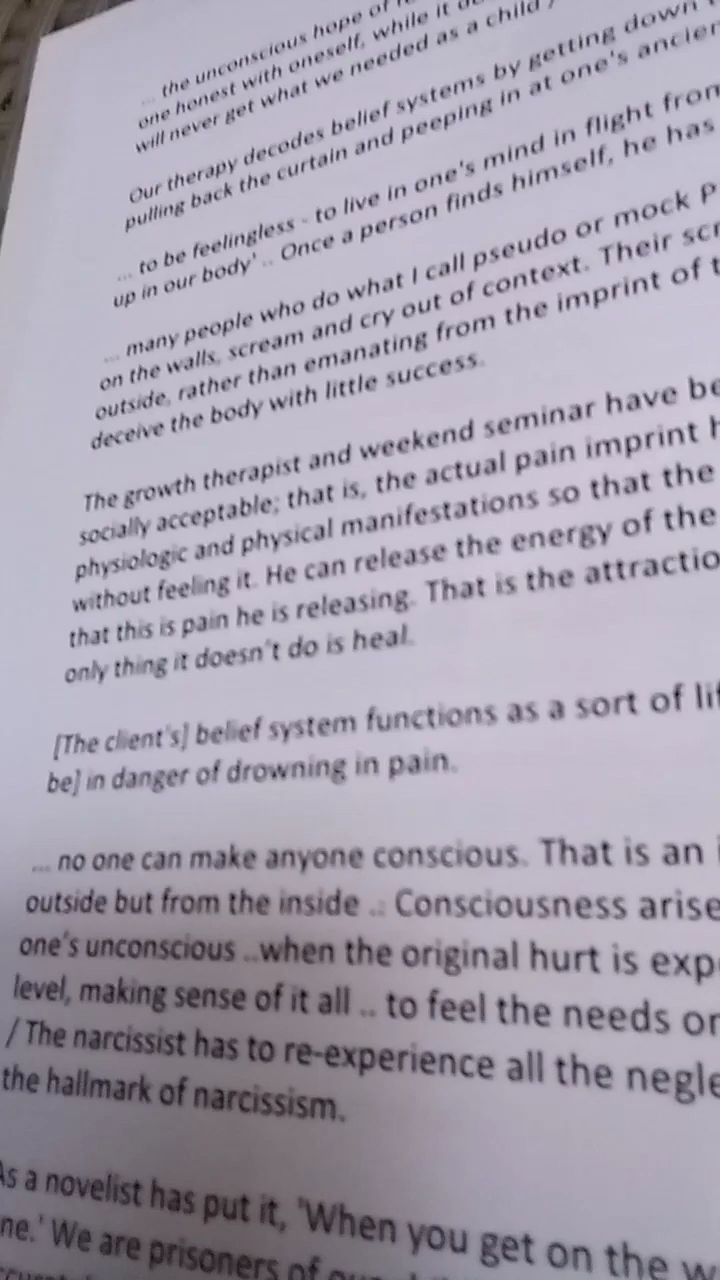 ... the unconscious hope of
one honest with oneself, while it
will never get what we needed as a child /
Our therapy decodes belief systems by getting down
pulling back the curtain and peeping in at one's
... to be feelingless - to live in one's mind in flight from
up in our body' .. Once a person finds himself, he has
... many people who do what I call pseudo or mock P
on the walls, scream and cry out of context. Their scr
outside, rather than emanating from the imprint of t
deceive the body with little success.
The growth therapist and weekend seminar have be
socially acceptable; that is, the actual pain imprint h
physiologic and physical manifestations so that the
without feeling it. He can release the energy of the
that this is pain he is releasing. That is the attractio
only thing it doesn't do is heal.
[The client's] belief system functions as a sort of lif
be] in danger of drowning in pain.
... no one can make anyone conscious. That is an
outside but from the inside .. Consciousness arise
one's unconscious ..when the original hurt is exp
level, making sense of it all .. to feel the needs or
/ The narcissist has to re-experience all the negle
the hallmark of narcissism.
As a novelist has put it, 'When you get on the w
ne.' We are prisoners of